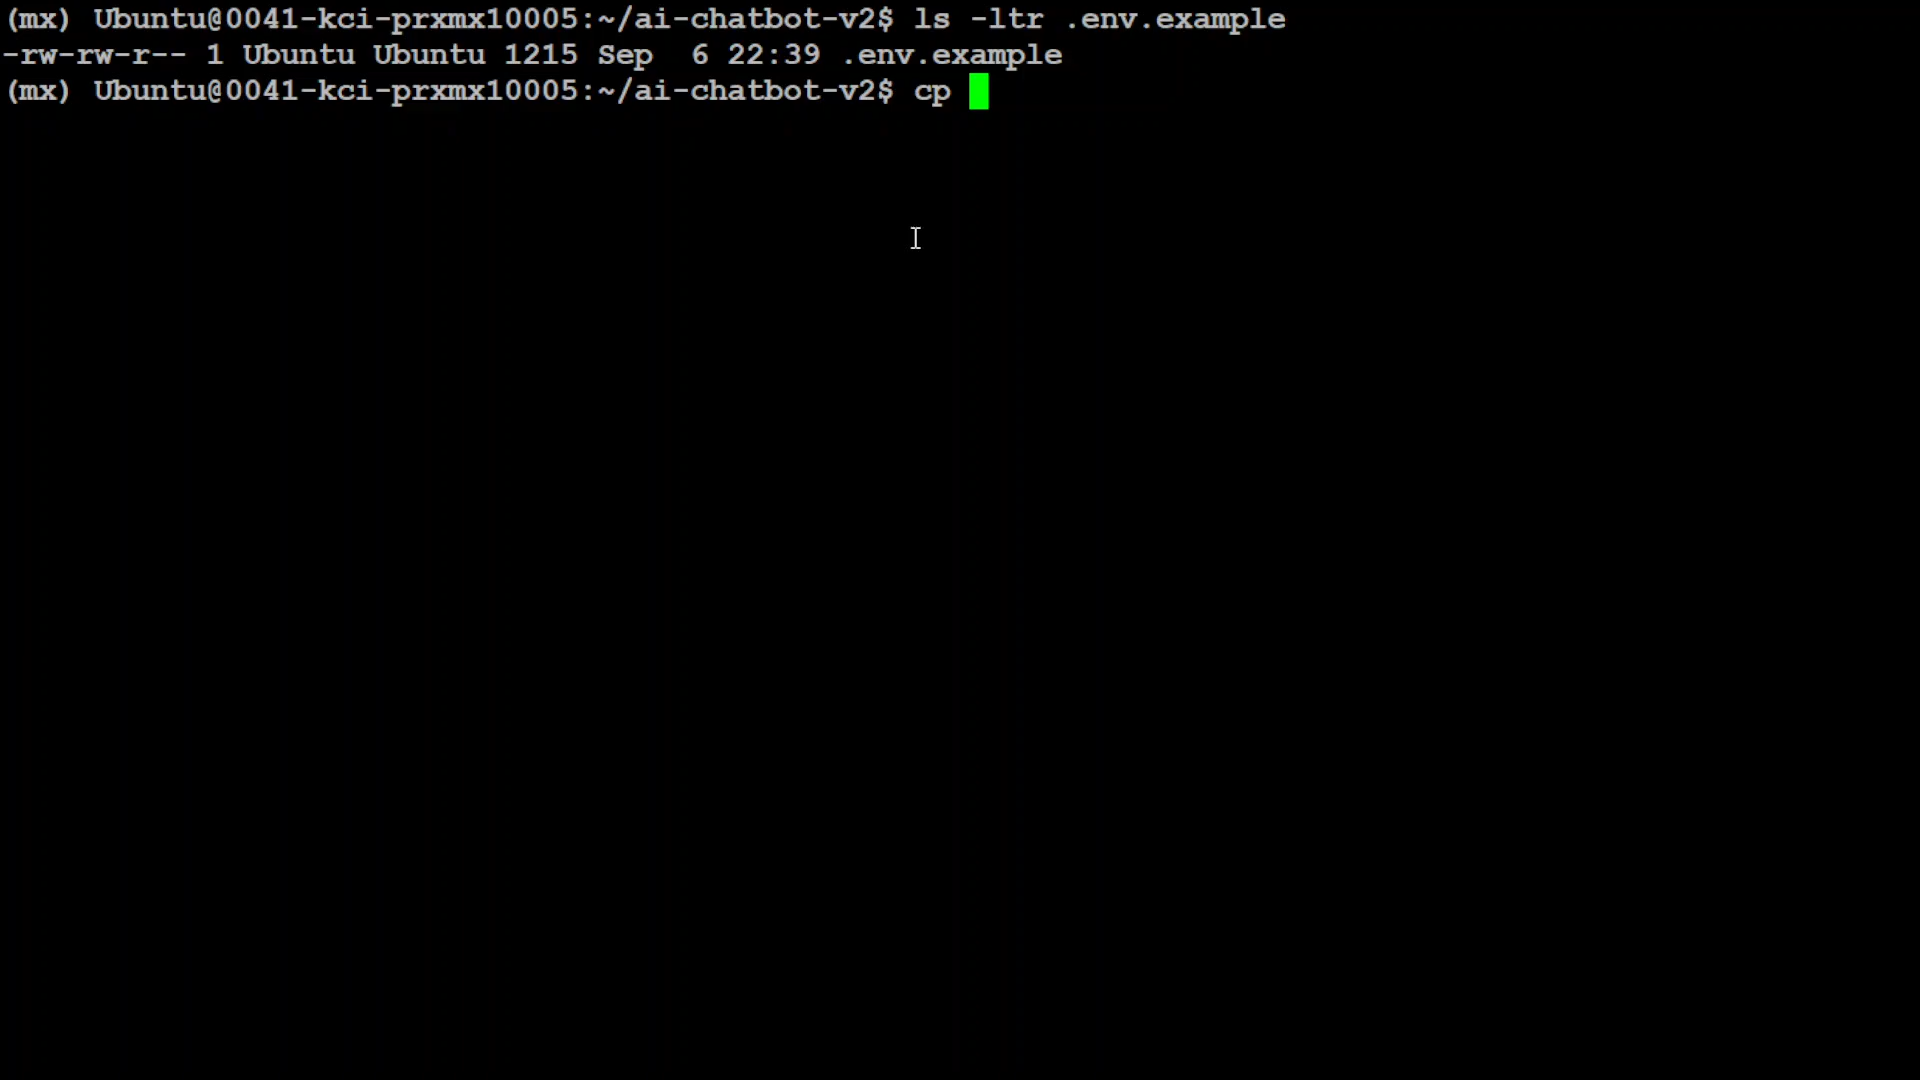 (mx) Ubuntu@0041-kci-prxmx10005:~/ai-chatbot-v2$ ls -ltr .env.example
-rw-rw-r-- 1 Ubuntu Ubuntu 1215 Sep  6 22:39 .env.example
(mx) Ubuntu@0041-kci-prxmx10005:~/ai-chatbot-v2$ cp